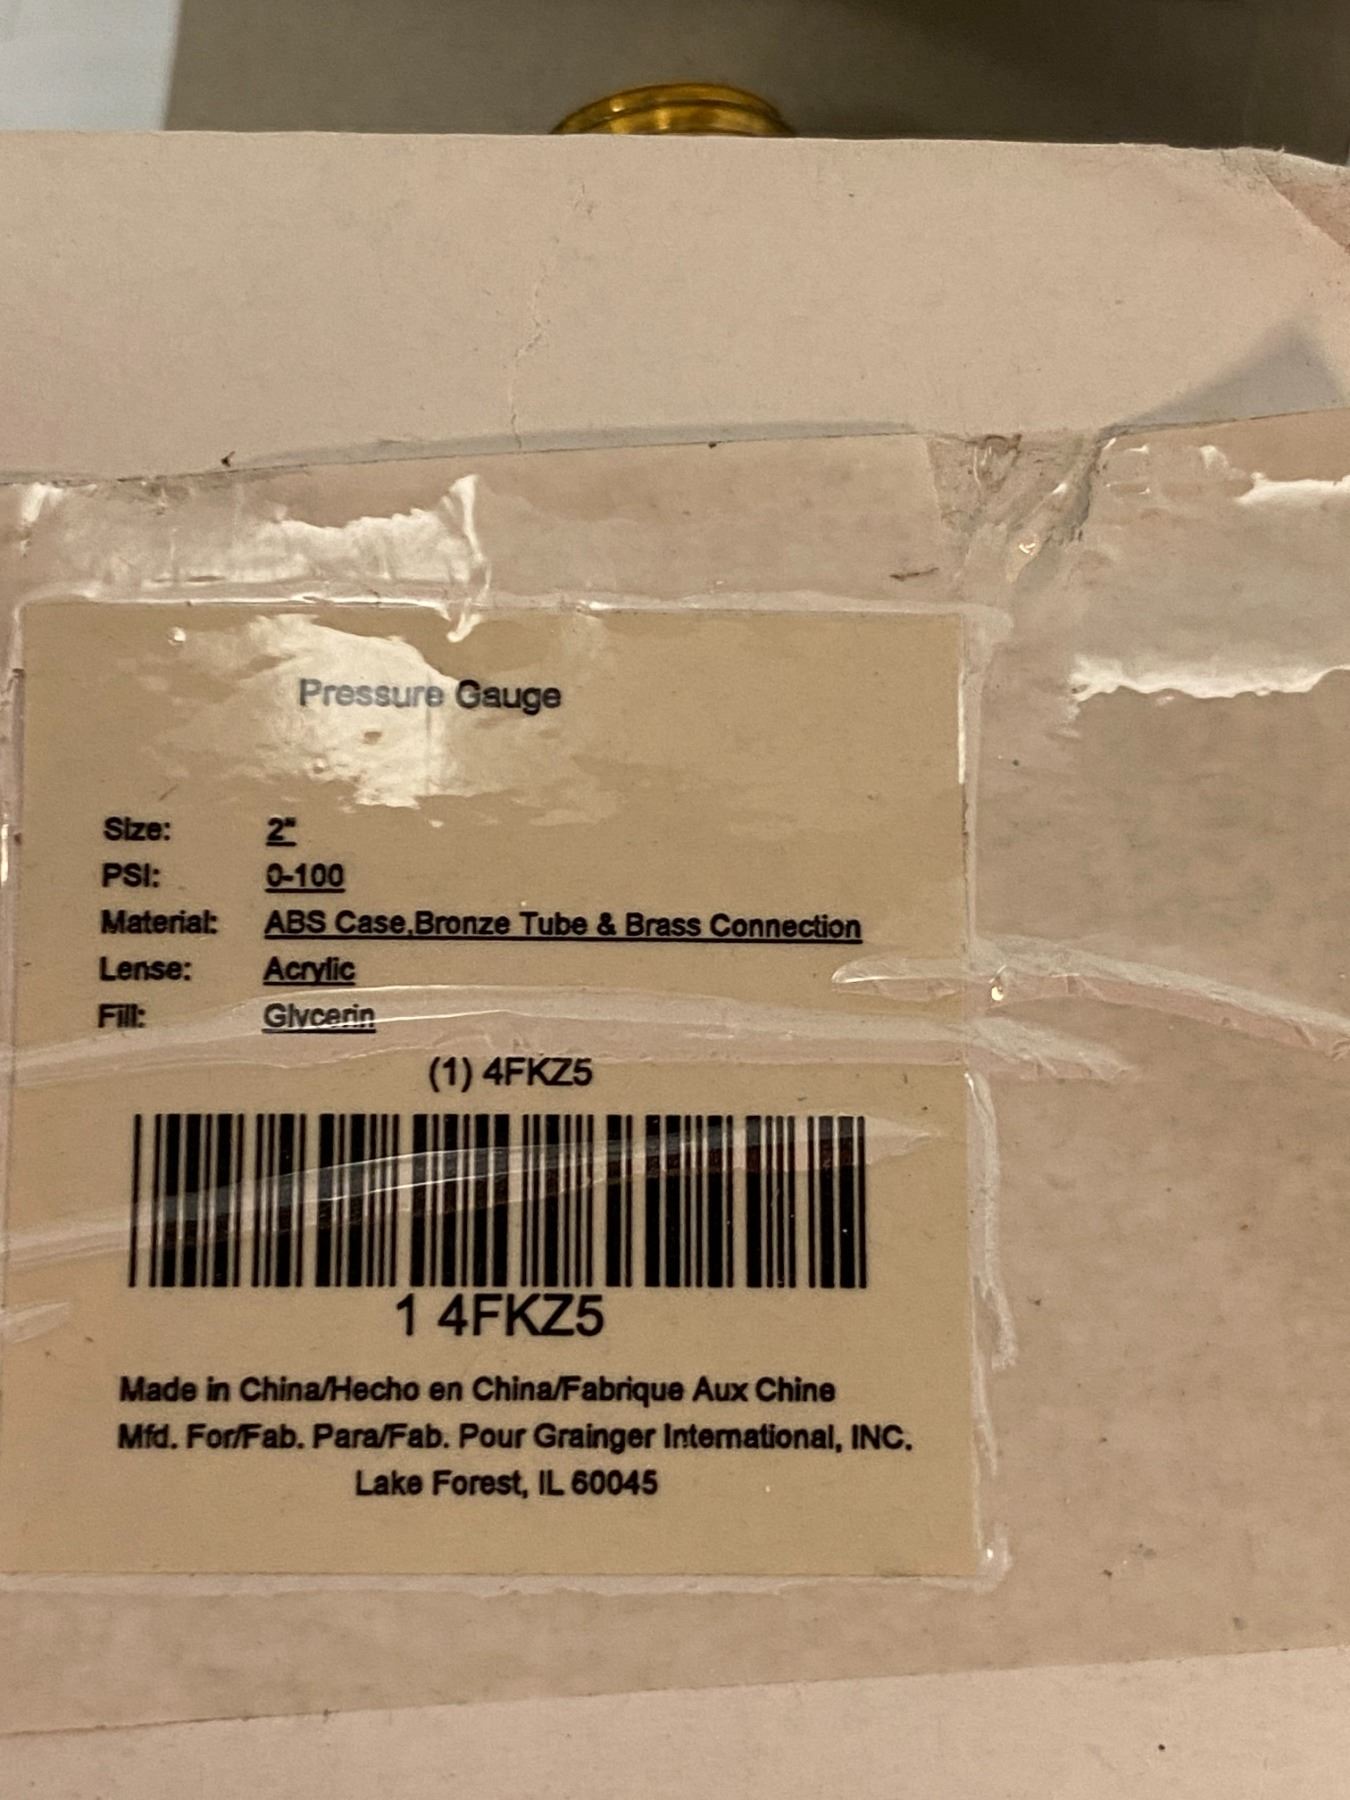 Pressure Gauge
Size: 2"
PSI: 0-100
Material: ABS Case,Bronze Tube & Brass Connection
Lense: Acrylic
Fill: Glycerin
(1) 4FKZ5
1 4FKZ5
Made in China/Hecho en China/Fabrique Aux Chine
Mfd. For/Fab. Para/Fab. Pour Grainger International, INC.
Lake Forest, IL 60045